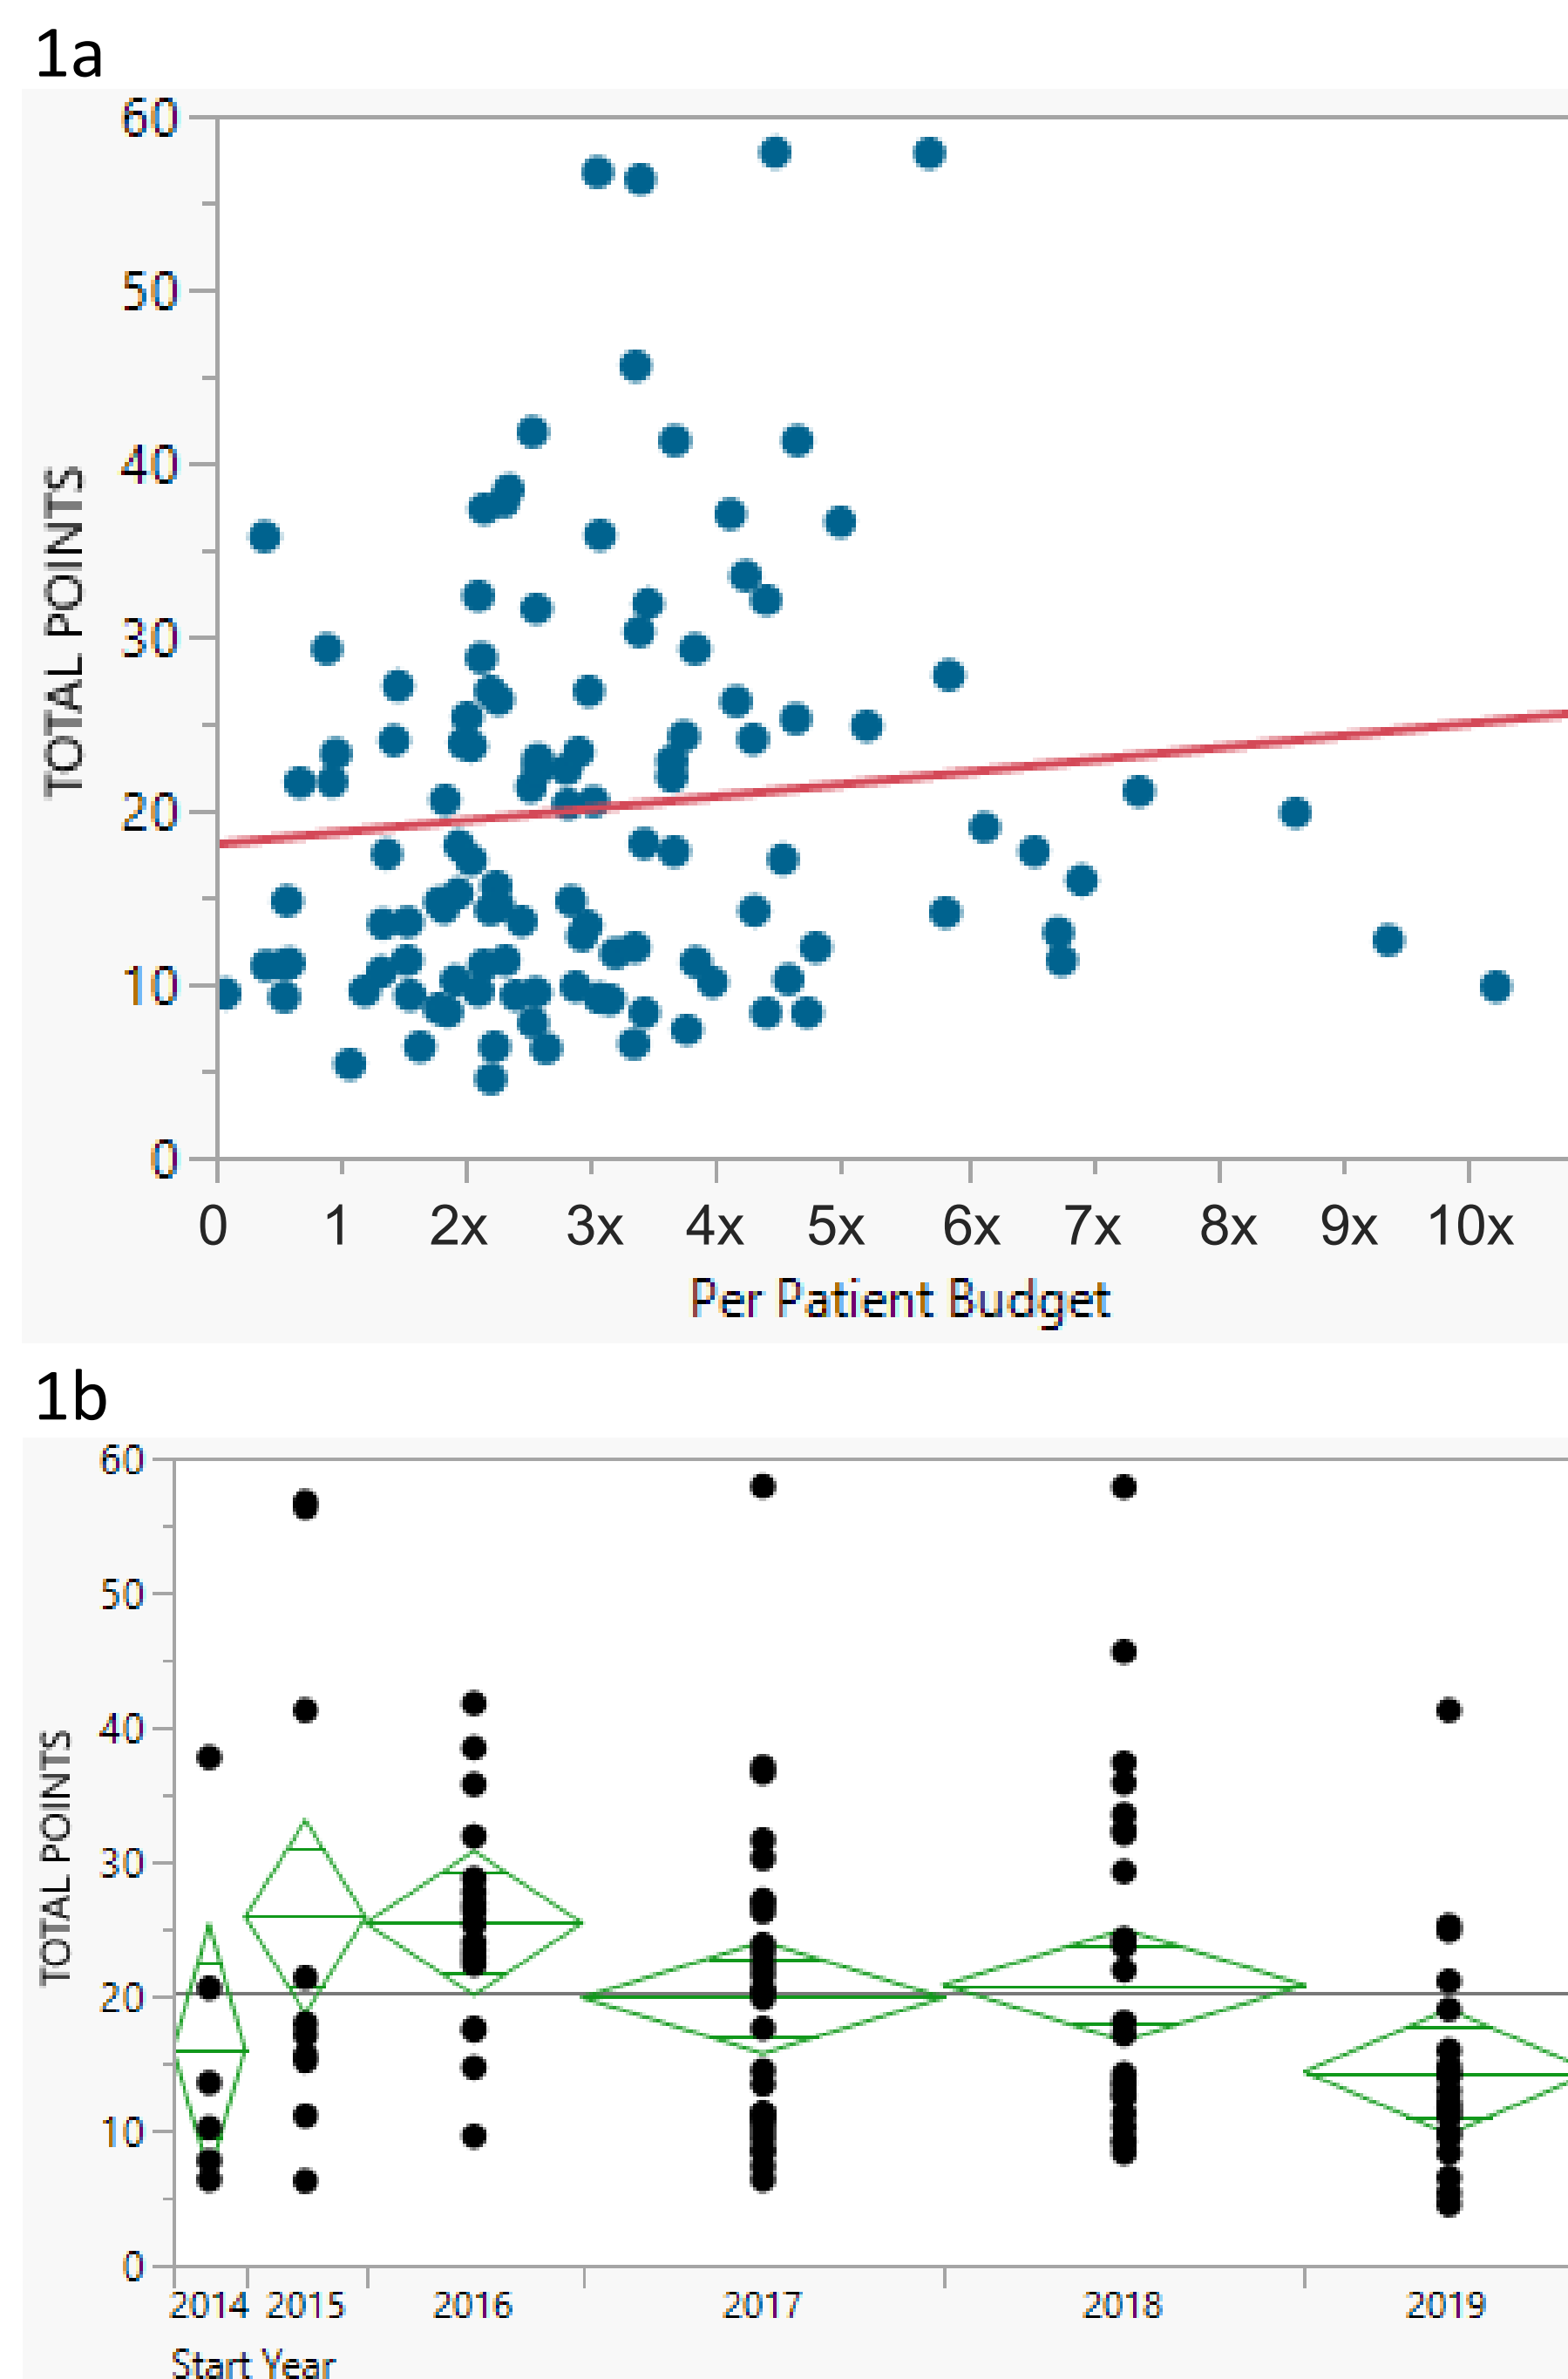 1a
60
50
40
30
20
10
0
TOTAL POINTS
0 1 2x 3x 4x 5x 6x 7x 8x 9x 10x
Per Patient Budget
1b
60
50
40
30
20
10
0
TOTAL POINTS
2014 2015 2016 2017 2018 2019
Start Year